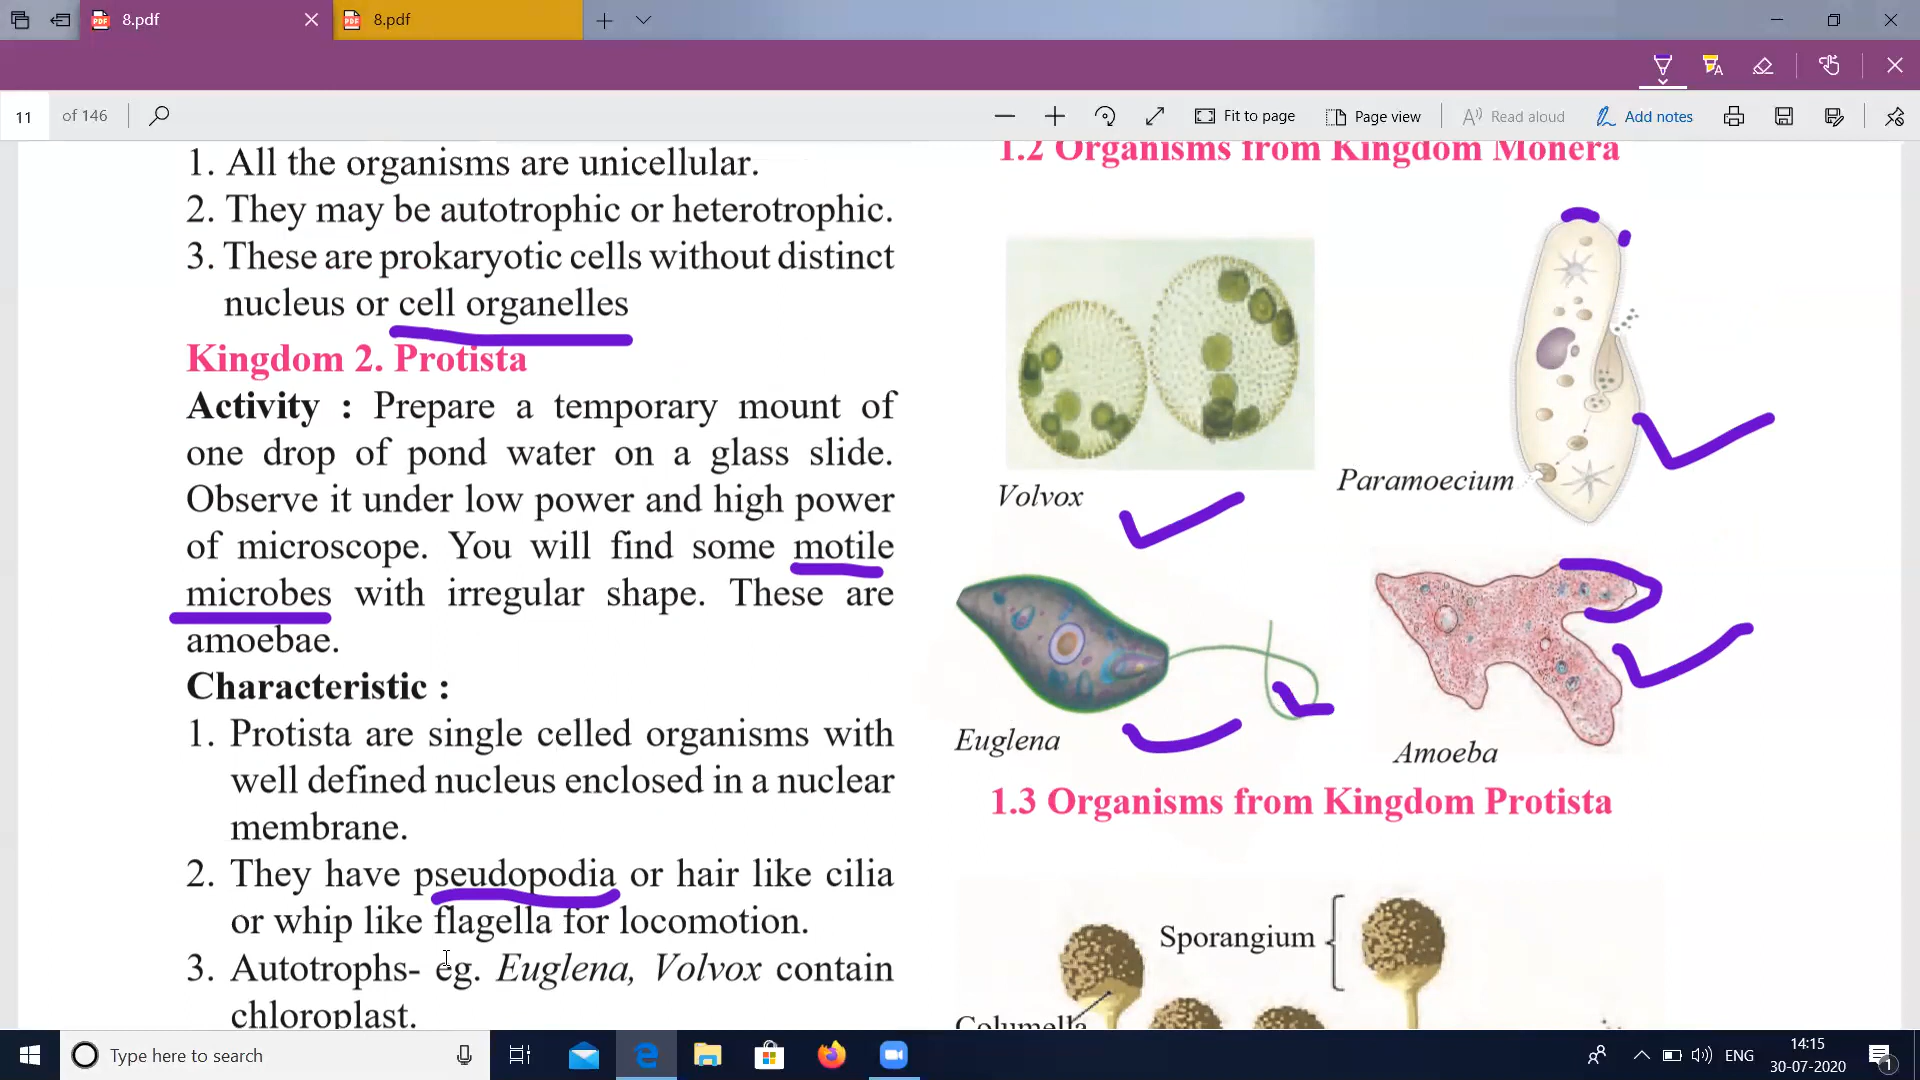 8.pdf
8.pdf
11 of 146
Fit to page
Page view
Read aloud
Add notes
1. All the organisms are unicellular.
2. They may be autotrophic or heterotrophic.
3. These are prokaryotic cells without distinct
nucleus or cell organelles
Kingdom 2. Protista
Activity : Prepare a temporary mount of
one drop of pond water on a glass slide.
Observe it under low power and high power
of microscope. You will find some motile
microbes with irregular shape. These are
amoebae.
Characteristic :
1. Protista are single celled organisms with
well defined nucleus enclosed in a nuclear
membrane.
2. They have pseudopodia or hair like cilia
or whip like flagella for locomotion.
3. Autotrophs- eg. Euglena, Volvox contain
chloroplast.
1.2 Organisms from Kingdom Monera
Volvox
Paramoecium
Euglena
Amoeba
1.3 Organisms from Kingdom Protista
Sporangium
Columella
Type here to search
ENG
14:15
30-07-2020
1